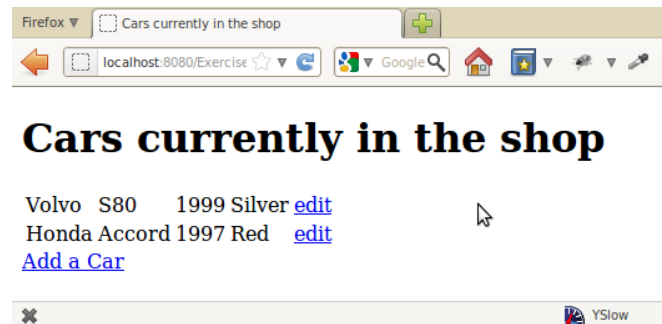 Firefox Cars currently in the shop
localhost:8080/Exercise Google
Cars currently in the shop
Volvo S80 1999 Silver edit
Honda Accord 1997 Red edit
Add a Car
YSlow